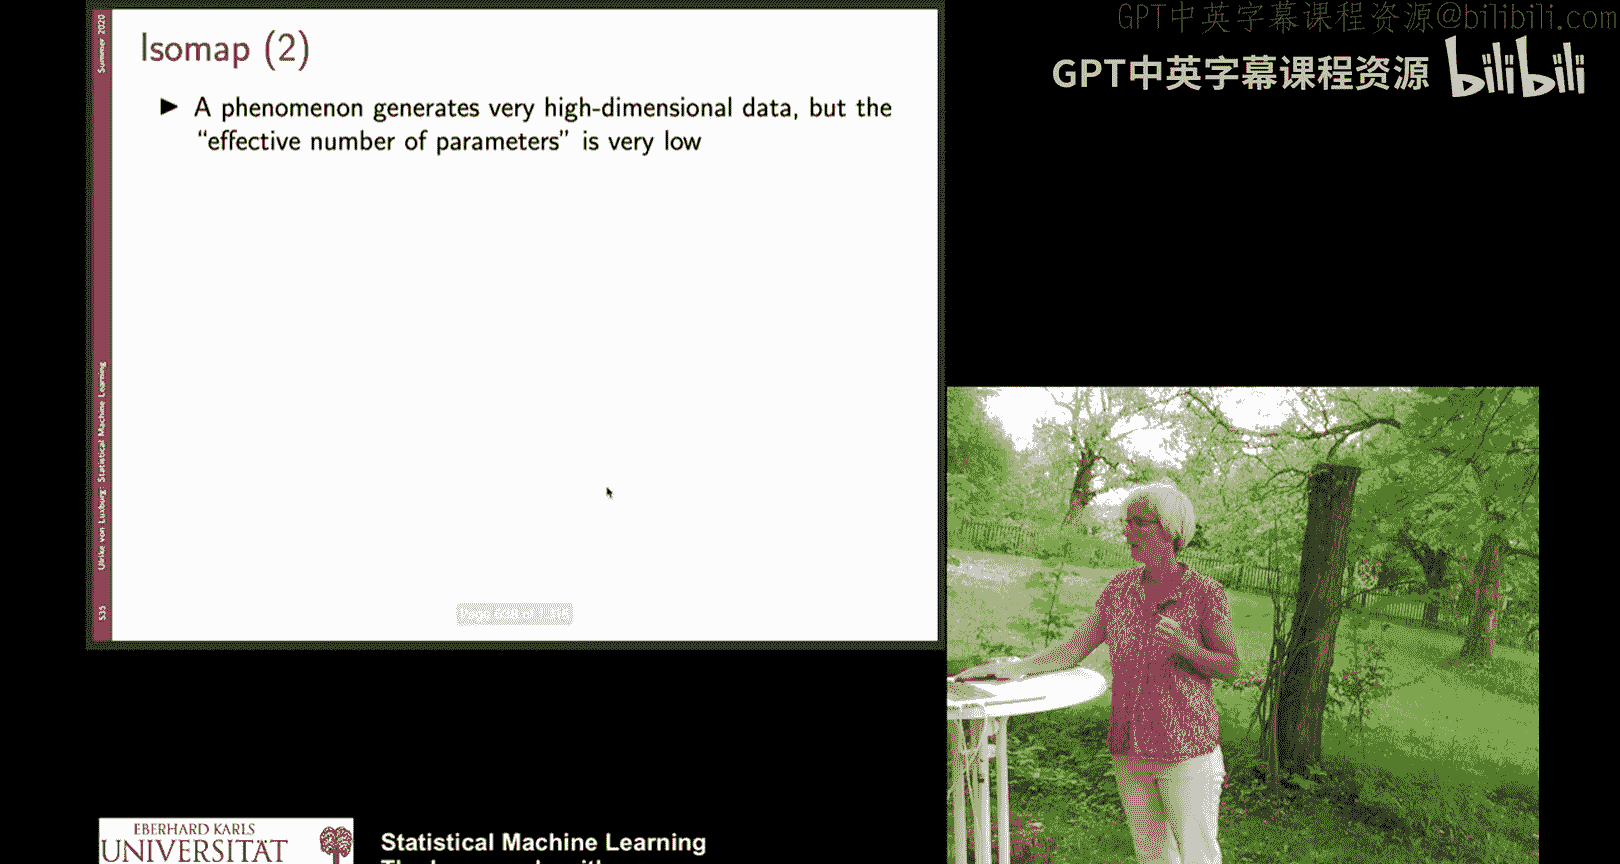 GPT中英字幕课程资源@bilibili.com
GPT中英字幕课程资源 bilibili
Summer 2020
Isomap (2)
► A phenomenon generates very high-dimensional data, but the
“effective number of parameters” is very low
Ulrike von Luxburg: Statistical Machine Learning
535
EBERHARD KARLS
UNIVERSITÄT
Statistical Machine Learning